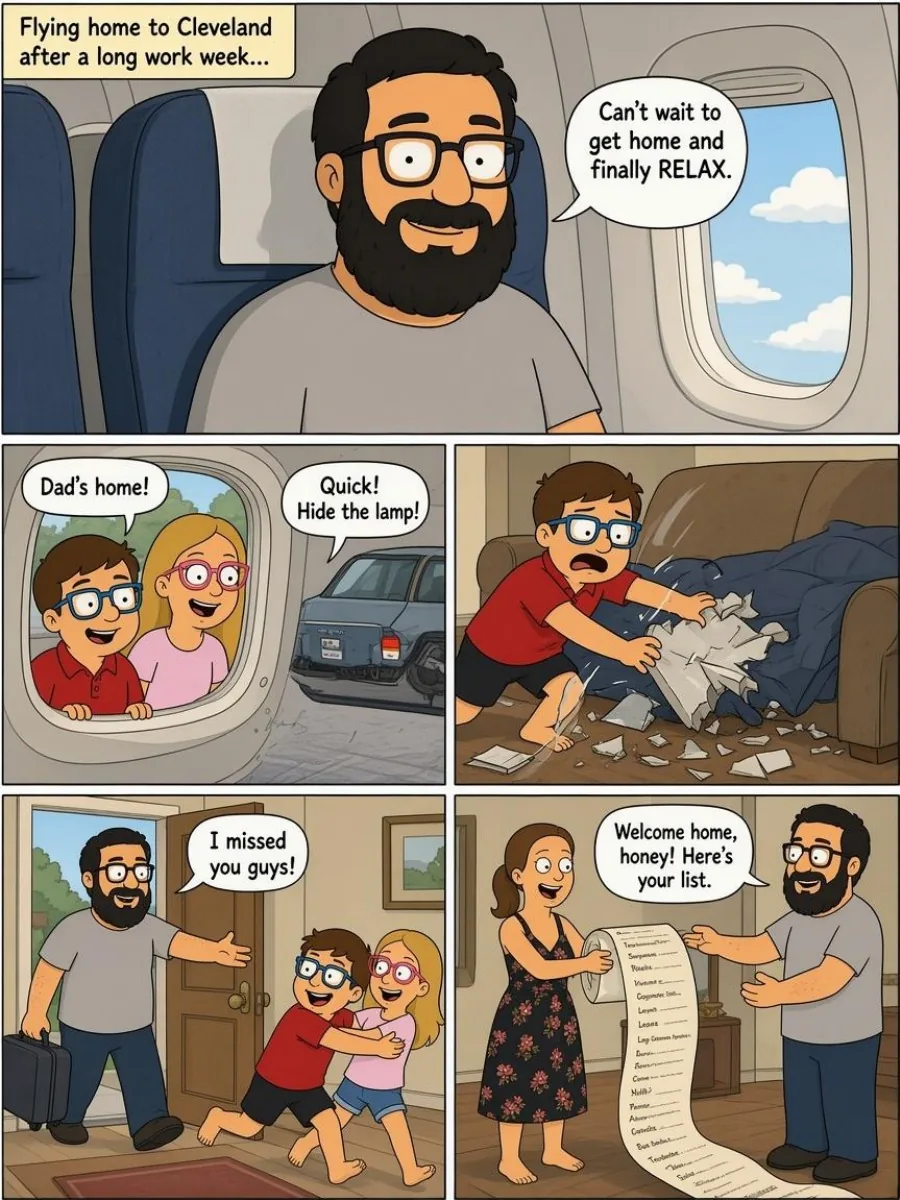 Flying home to Cleveland
after a long work week...
Can't wait to
get home and
finally RELAX.
Dad's home!
Quick!
Hide the lamp!
I missed
you guys!
Welcome home,
honey! Here's
your list.